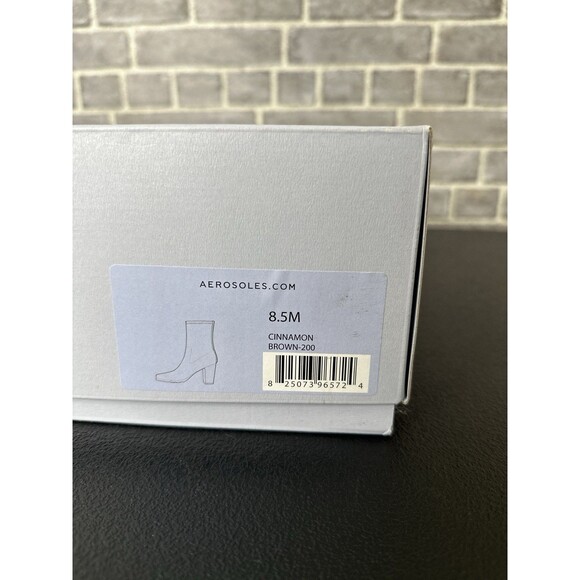 AEROSOLES.COM
8.5M
CINNAMON
BROWN-200
8 25073 96572 4